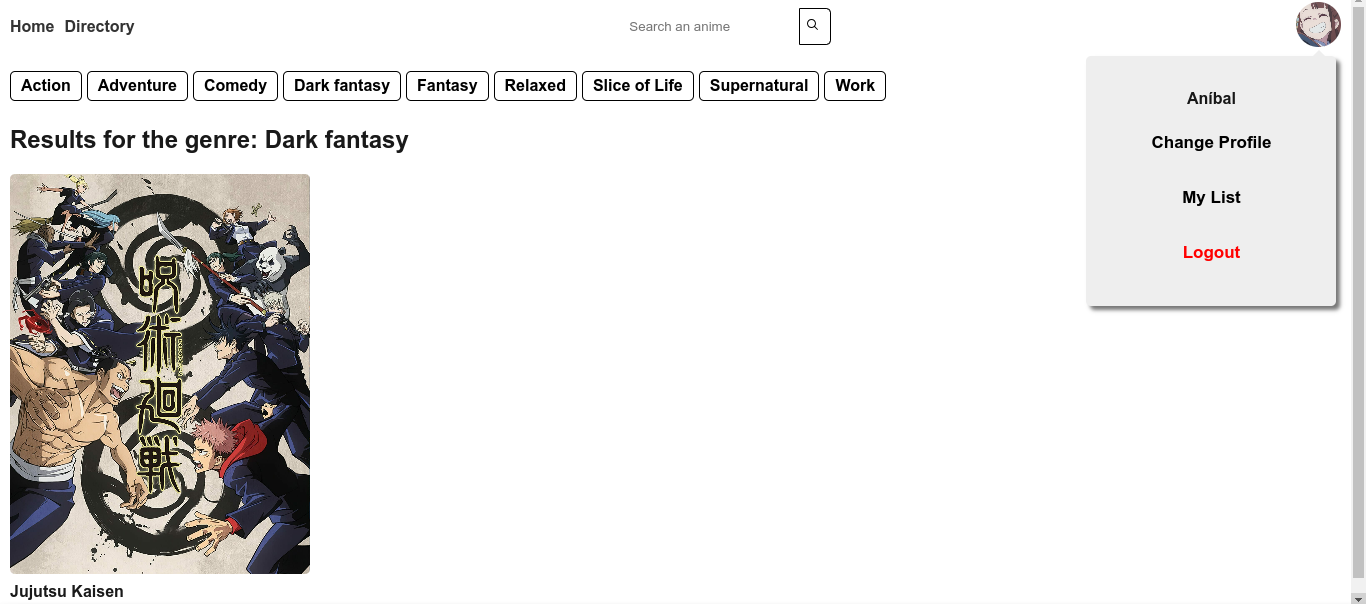 Home Directory
Search an anime
Action Adventure Comedy Dark fantasy Fantasy Relaxed Slice of Life Supernatural Work
Aníbal
Change Profile
My List
Logout
Results for the genre: Dark fantasy
呪術廻戦
Jujutsu Kaisen